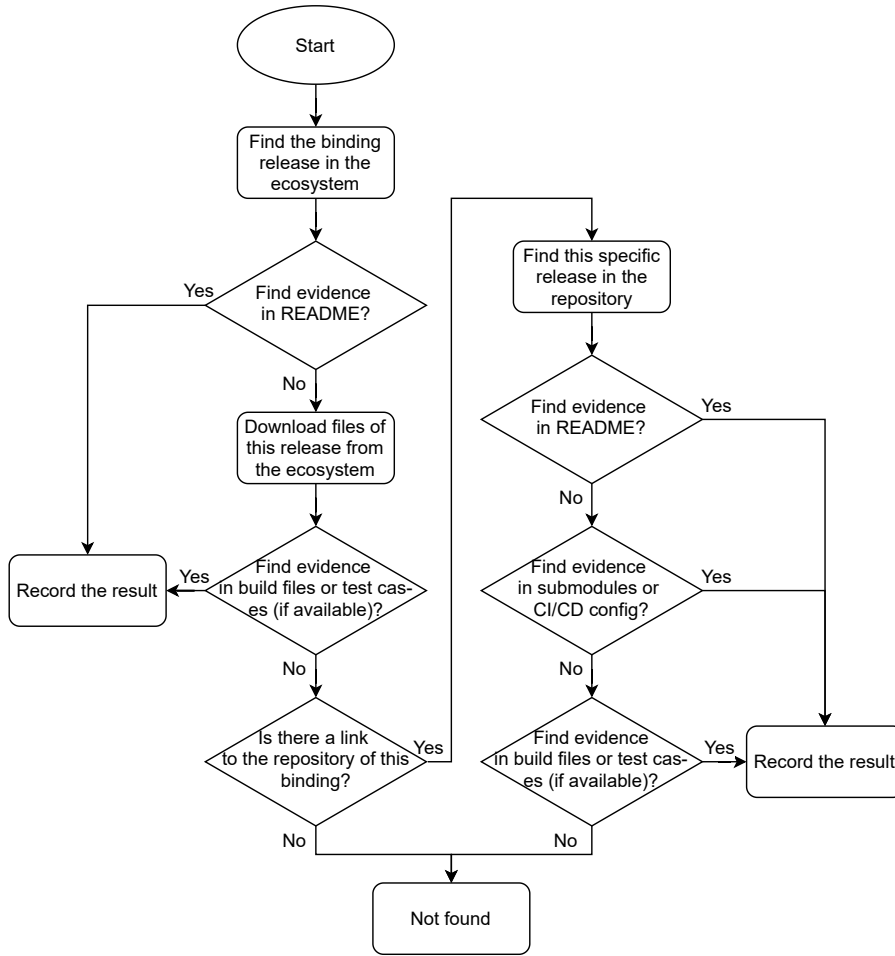 Start
Find the binding
release in the
ecosystem
Yes
Find evidence
in README?
No
Download files of
this release from
the ecosystem
Record the result
Yes
Find evidence
in build files or test cas-
es (if available)?
No
Is there a link
to the repository of this
binding?
Yes
No
Find this specific
release in the
repository
Find evidence
in README?
Yes
No
Find evidence
in submodules or
CI/CD config?
Yes
No
Find evidence
in build files or test cas-
es (if available)?
Yes
Record the result
No
Not found